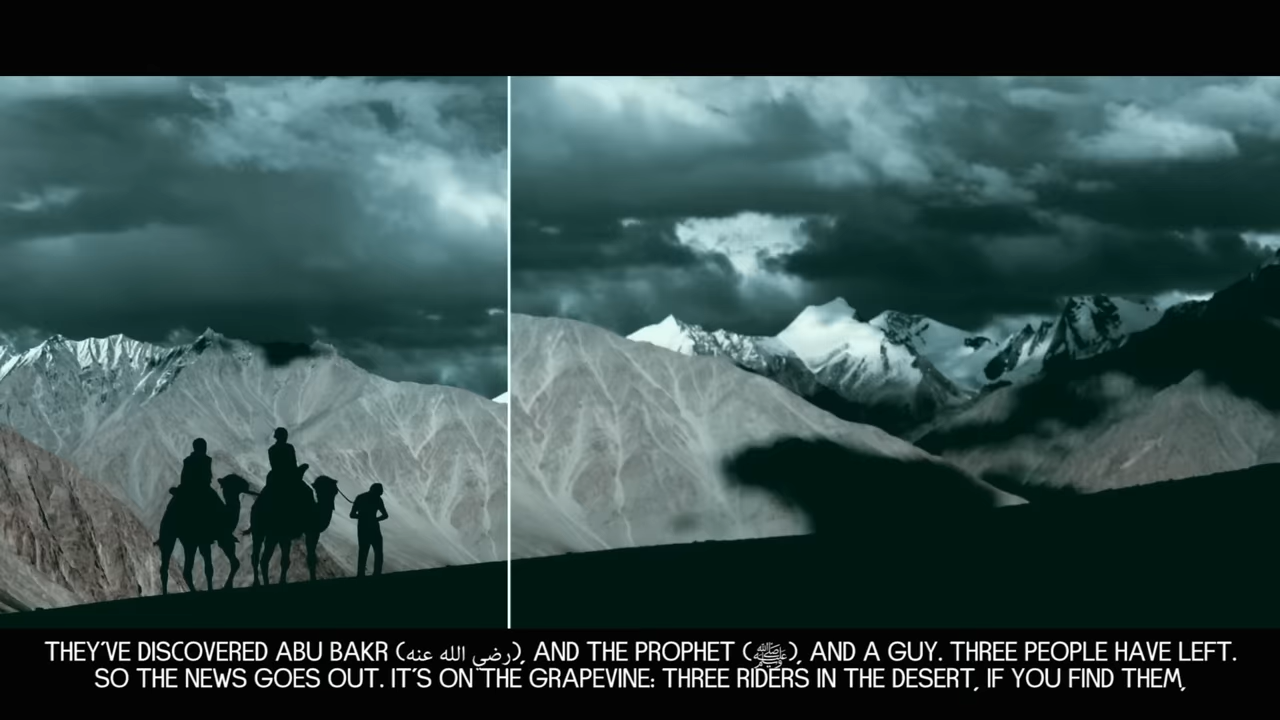 THEY'VE DISCOVERED ABU BAKR (رضي الله عنه), AND THE PROPHET (ﷺ), AND A GUY. THREE PEOPLE HAVE LEFT.
SO THE NEWS GOES OUT. IT'S ON THE GRAPEVINE: THREE RIDERS IN THE DESERT, IF YOU FIND THEM,